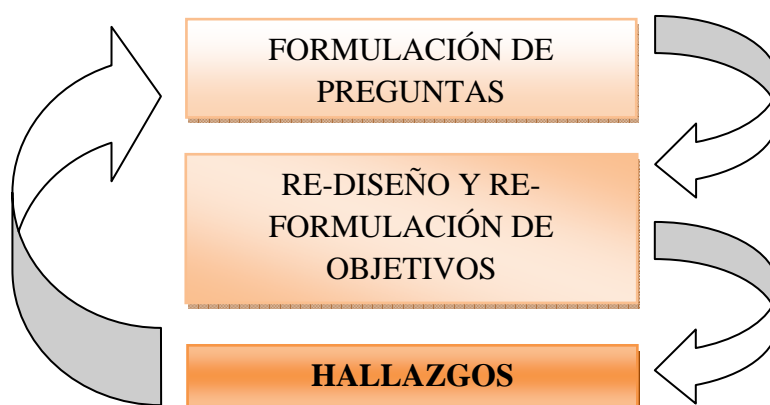 FORMULACIÓN DE
PREGUNTAS
RE-DISEÑO Y RE-
FORMULACIÓN DE
OBJETIVOS
HALLAZGOS